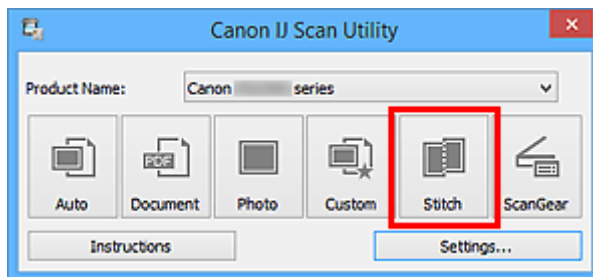 Canon IJ Scan Utility
Product Name: Canon series
PDF
Auto Document Photo Custom Stitch ScanGear
Instructions Settings...